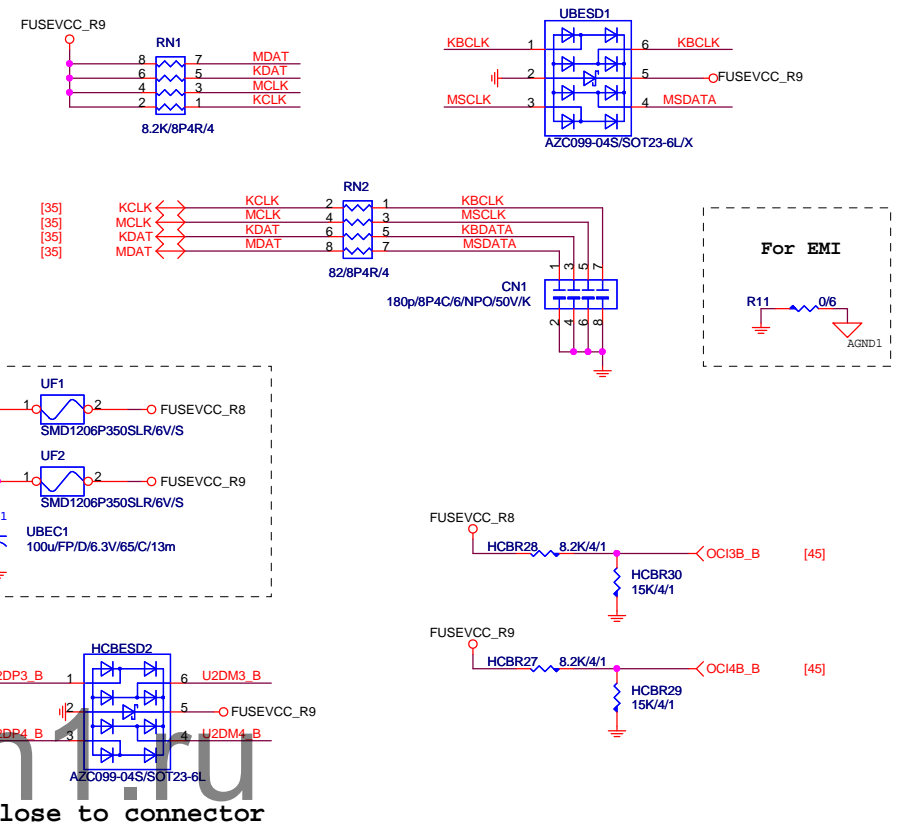 FUSEVCC_R9
RN1
8 7 MDAT
6 5 KDAT
4 3 MCLK
2 1 KCLK
8.2K/8P4R/4
UBESD1
KBCLK 1 6 KBCLK
2 5 FUSEVCC_R9
MSCLK 3 4 MSDATA
AZC099-04S/SOT23-6L/X
RN2
[35] KCLK KCLK 2 1 KBCLK
[35] MCLK MCLK 4 3 MSCLK
[35] KDAT KDAT 6 5 KBDATA
[35] MDAT MDAT 8 7 MSDATA
82/8P4R/4
1 3 5 7
CN1
180p/8P4C/6/NPO/50V/K
2 4 6 8
For EMI
R11 0/6
AGND1
UF1
1 2 FUSEVCC_R8
SMD1206P350SLR/6V/S
UF2
1 2 FUSEVCC_R9
SMD1206P350SLR/6V/S
1
UBEC1
100u/FP/D/6.3V/65/C/13m
FUSEVCC_R8
HCBR28 8.2K/4/1 OCI3B_B [45]
HCBR30
15K/4/1
FUSEVCC_R9
HCBR27 8.2K/4/1 OCI4B_B [45]
HCBR29
15K/4/1
HCBESD2
2DP3_B 1 6 U2DM3_B
2 5 FUSEVCC_R9
2DP4_B 3 4 U2DM4_B
AZC099-04S/SOT23-6L
n1.ru
lose to connector